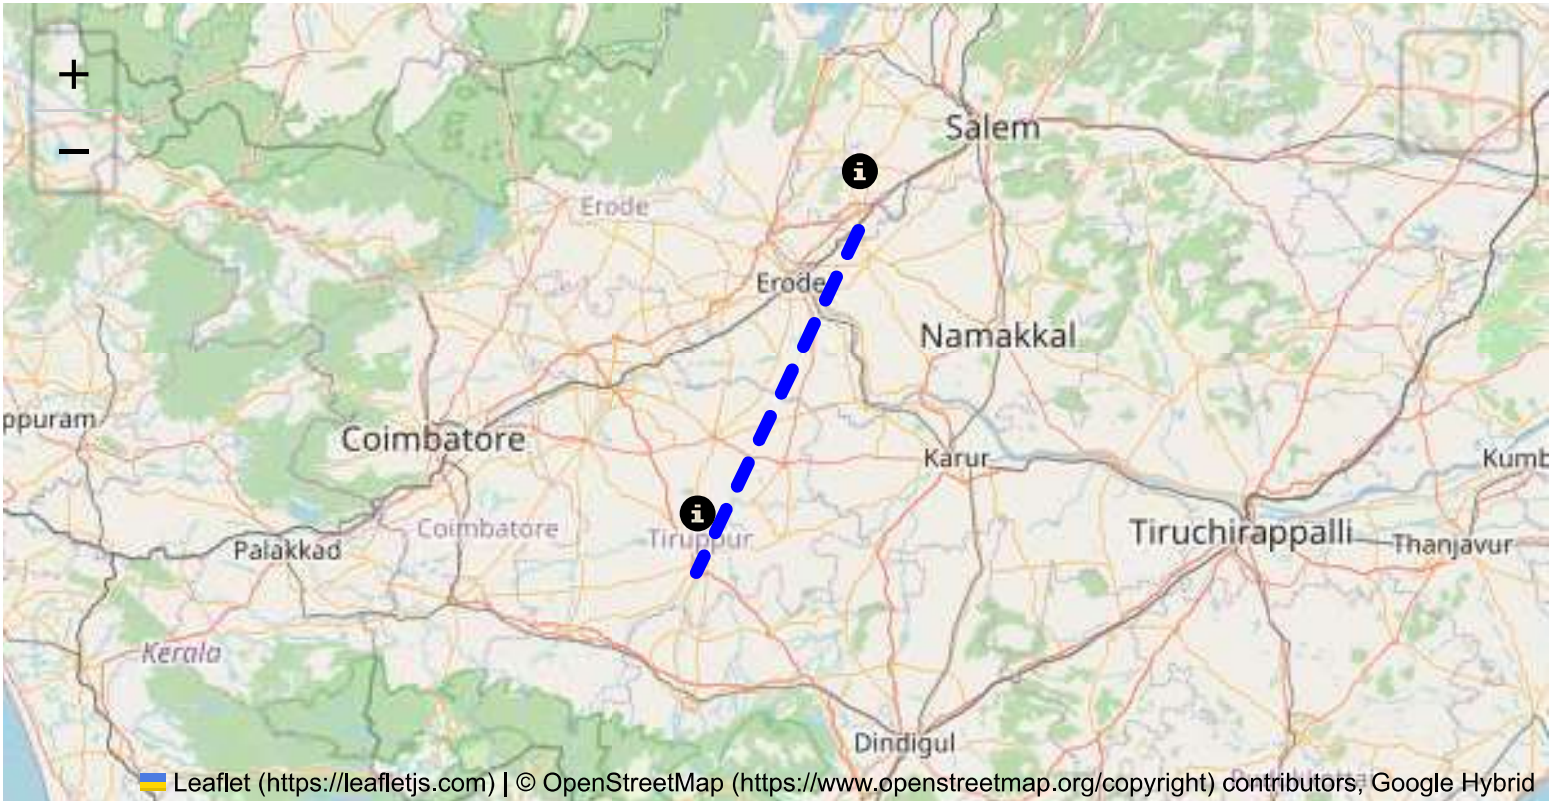 +
Salem
i
−
Erode
Erode
Namakkal
ppuram
Coimbatore
Karur
Kumb
i
Coimbatore
Tiruppur
Tiruchirappalli
Palakkad
Thanjavur
Kerala
Dindigul
Leaflet (https://leafletjs.com) | © OpenStreetMap (https://www.openstreetmap.org/copyright) contributors, Google Hybrid